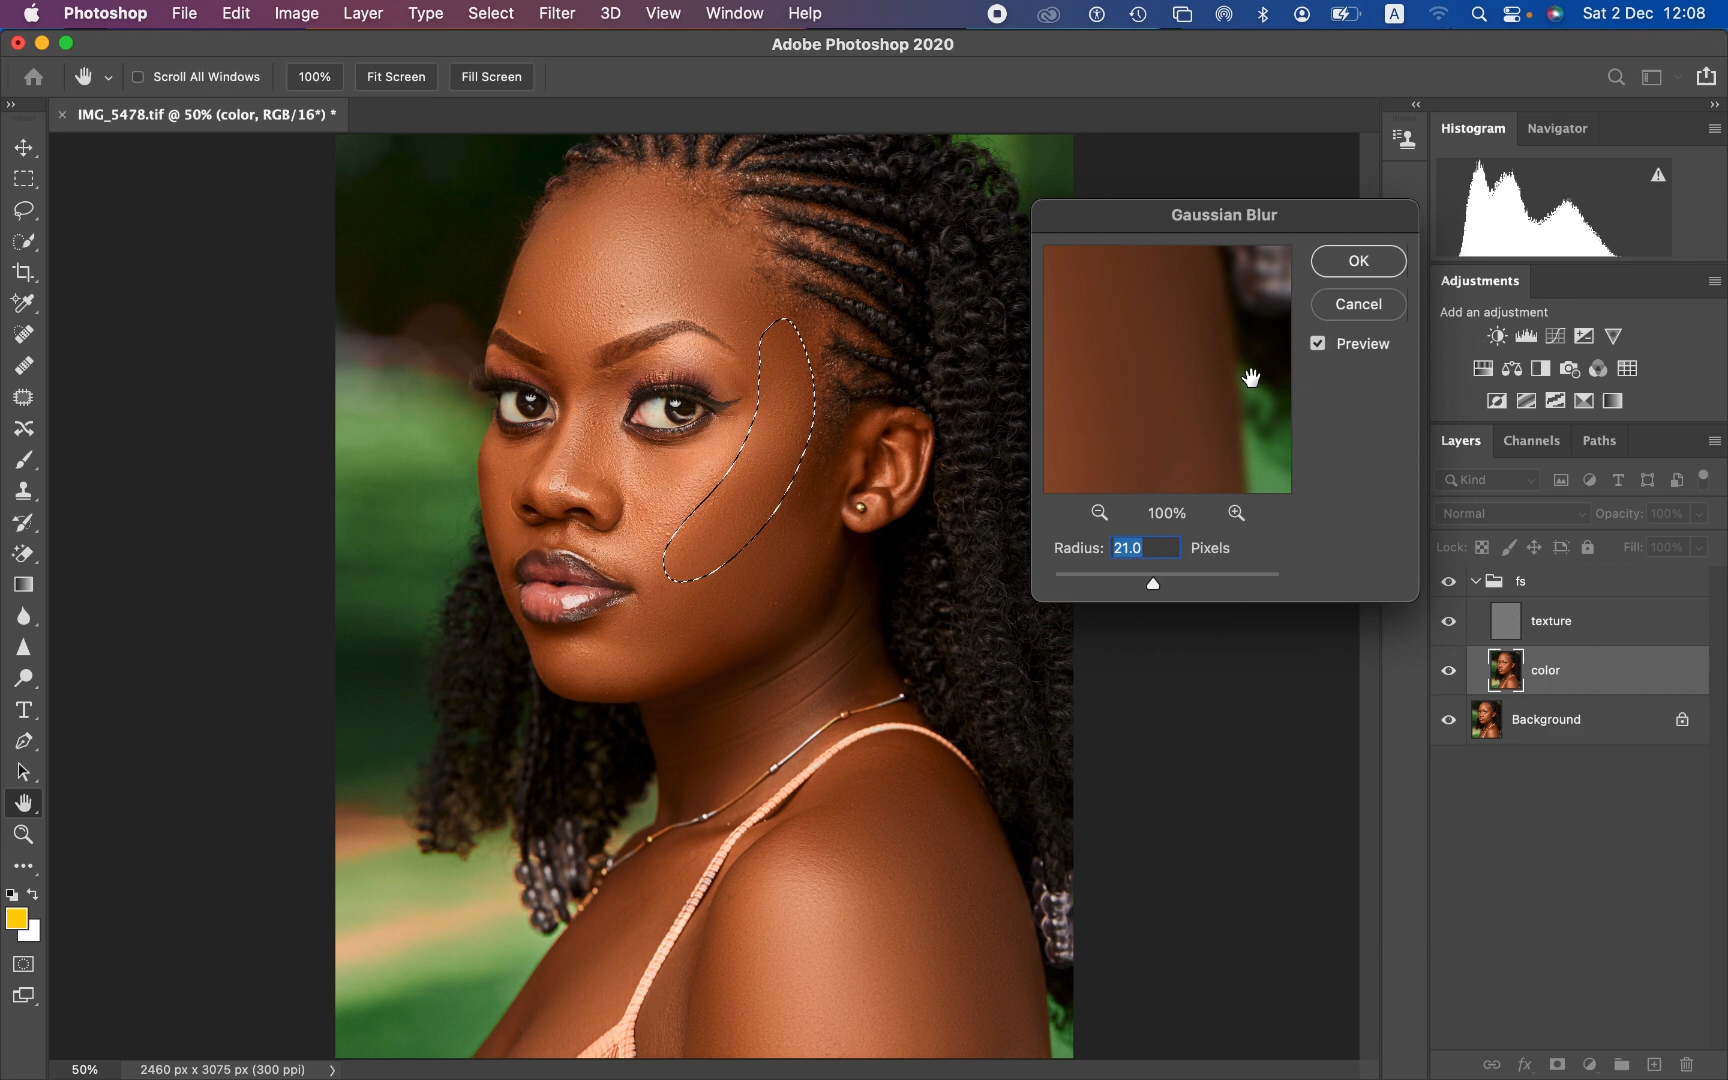 Photoshop File Edit Image Layer Type Select Filter 3D View Window Help A Sat 2 Dec 12:08
Adobe Photoshop 2020
Scroll All Windows 100% Fit Screen Fill Screen
IMG_5478.tif @ 50% (color, RGB/16*) *
Histogram Navigator
Gaussian Blur
OK
Cancel
Preview
100%
Radius: 21.0 Pixels
Adjustments
Add an adjustment
Layers Channels Paths
Kind
Normal Opacity: 100%
Lock: Fill: 100%
fs
texture
color
Background
fx
50% 2460 px x 3075 px (300 ppi)